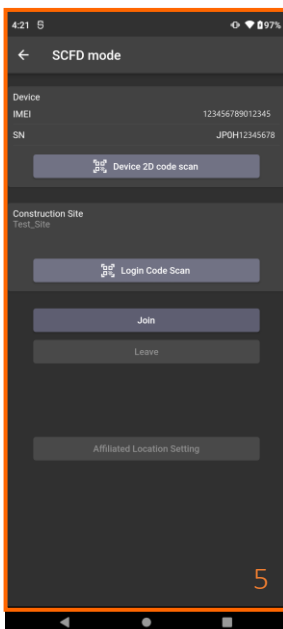 4:21 97%
SCFD mode
Device
IMEI 123456789012345
SN JP0H12345678
Device 2D code scan
Construction Site
Test_Site
Login Code Scan
Join
Leave
Affiliated Location Setting
5